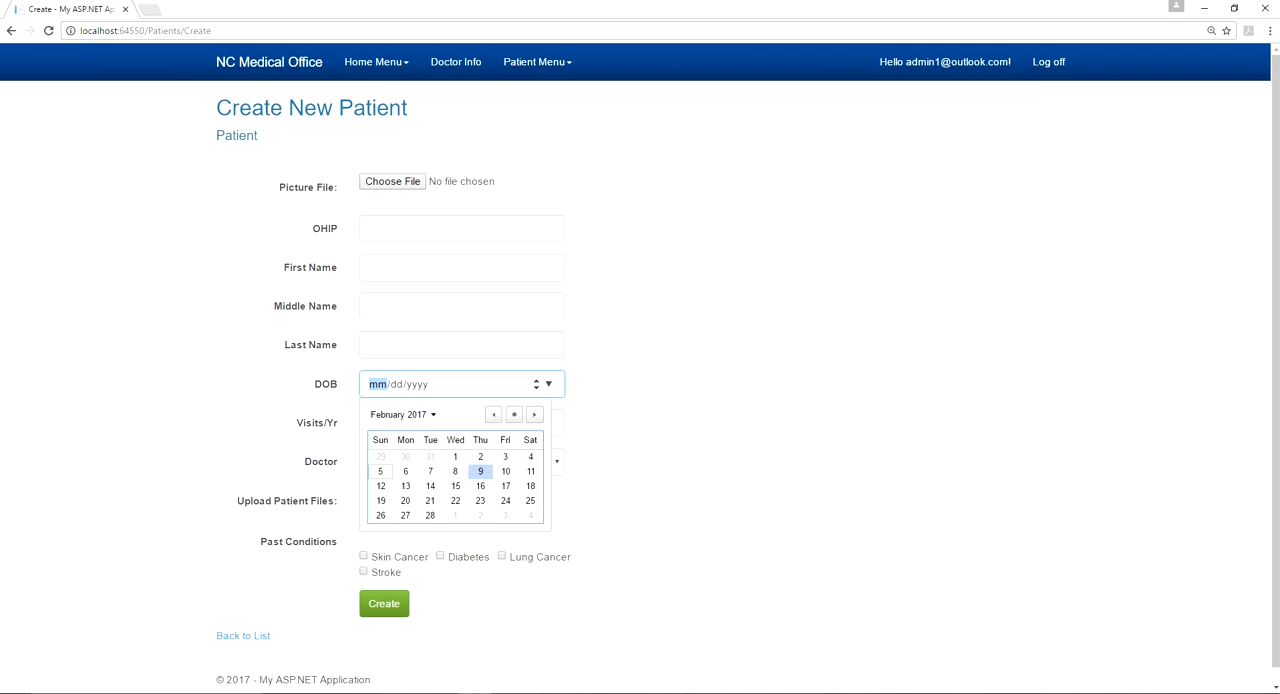 Create - My ASP.NET Ap
localhost:64550/Patients/Create
NC Medical Office Home Menu Doctor Info Patient Menu Hello admin1@outlook.com! Log off
Create New Patient
Patient
Picture File: Choose File No file chosen
OHIP
First Name
Middle Name
Last Name
DOB mm/dd/yyyy
February 2017
Visits/Yr
Sun Mon Tue Wed Thu Fri Sat
29 30 31 1 2 3 4
Doctor
5 6 7 8 9 10 11
12 13 14 15 16 17 18
19 20 21 22 23 24 25
Upload Patient Files:
26 27 28 1 2 3 4
Past Conditions
Skin Cancer Diabetes Lung Cancer
Stroke
Create
Back to List
© 2017 - My ASP.NET Application